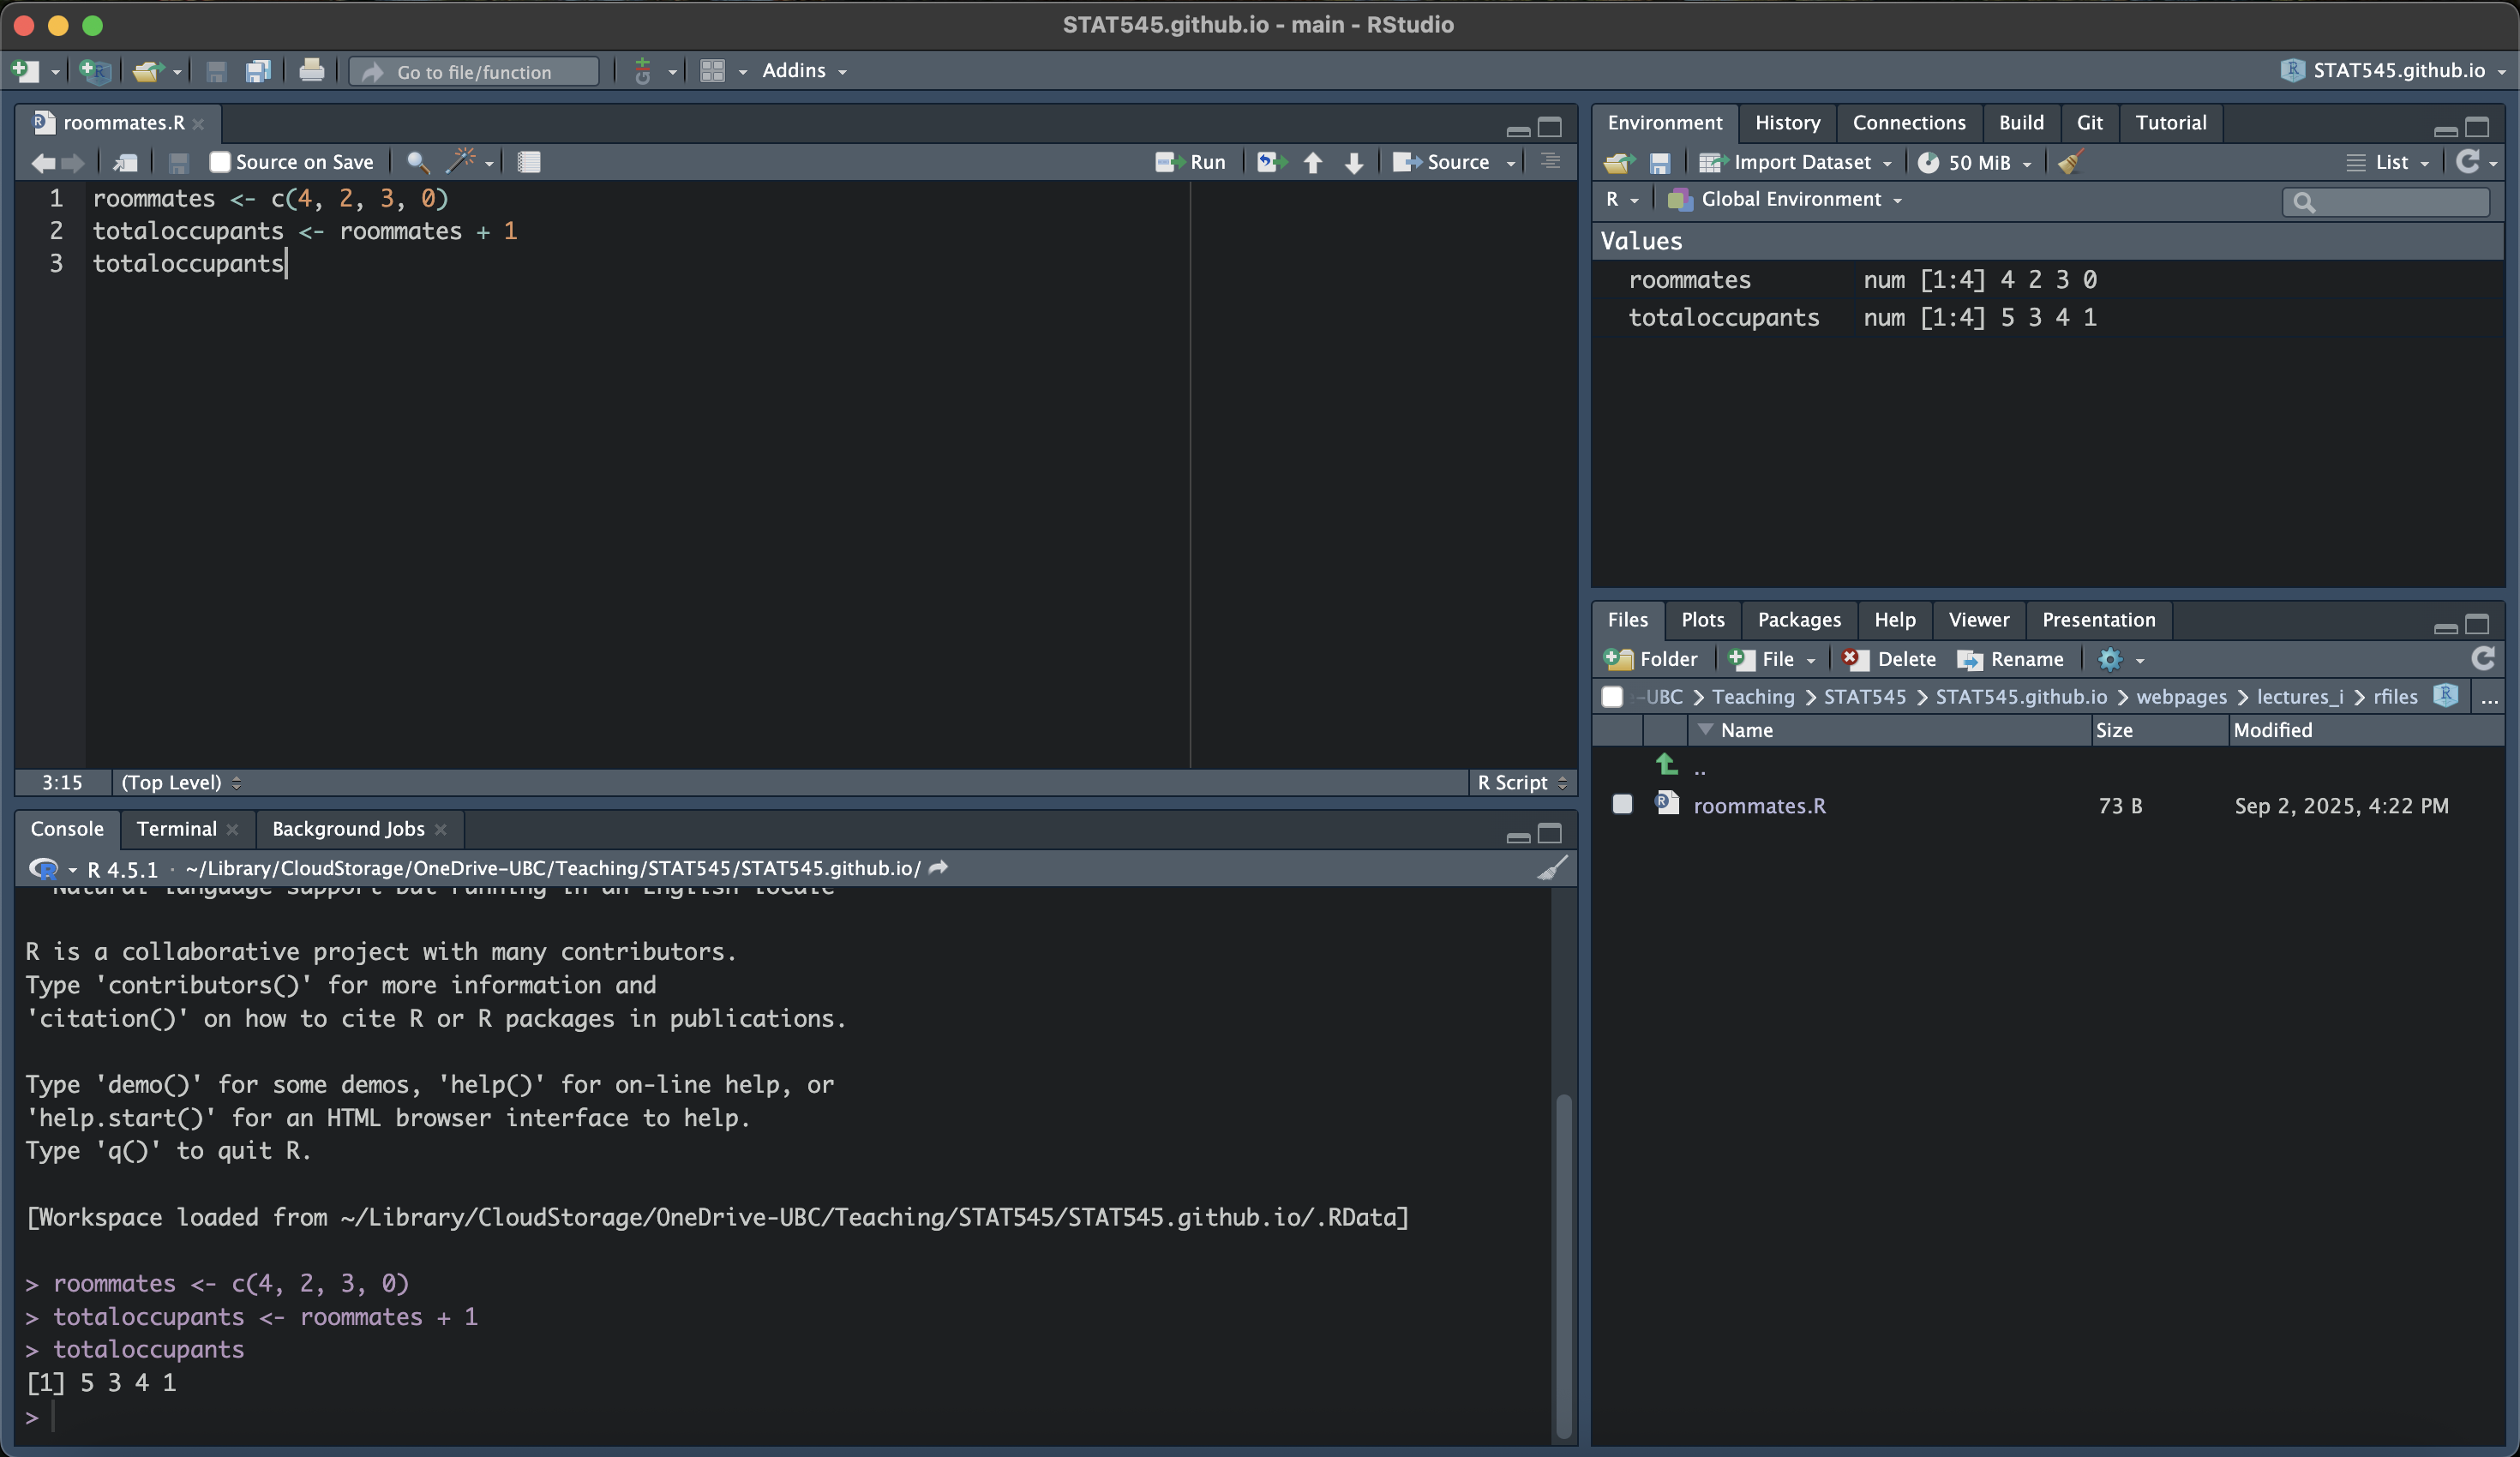 STAT545.github.io - main - RStudio
Go to file/function
Addins
STAT545.github.io
roommates.R
Source on Save
Run
Source
1 roommates <- c(4, 2, 3, 0)
2 totaloccupants <- roommates + 1
3 totaloccupants
3:15 (Top Level) R Script
Console Terminal Background Jobs
R 4.5.1 · ~/Library/CloudStorage/OneDrive-UBC/Teaching/STAT545/STAT545.github.io/
Natural language support but running in an English locale
R is a collaborative project with many contributors.
Type 'contributors()' for more information and
'citation()' on how to cite R or R packages in publications.
Type 'demo()' for some demos, 'help()' for on-line help, or
'help.start()' for an HTML browser interface to help.
Type 'q()' to quit R.
[Workspace loaded from ~/Library/CloudStorage/OneDrive-UBC/Teaching/STAT545/STAT545.github.io/.RData]
> roommates <- c(4, 2, 3, 0)
> totaloccupants <- roommates + 1
> totaloccupants
[1] 5 3 4 1
>
Environment History Connections Build Git Tutorial
Import Dataset 50 MiB List
R Global Environment
Values
roommates num [1:4] 4 2 3 0
totaloccupants num [1:4] 5 3 4 1
Files Plots Packages Help Viewer Presentation
Folder File Delete Rename
-UBC > Teaching > STAT545 > STAT545.github.io > webpages > lectures_i > rfiles ...
Name Size Modified
..
roommates.R 73 B Sep 2, 2025, 4:22 PM